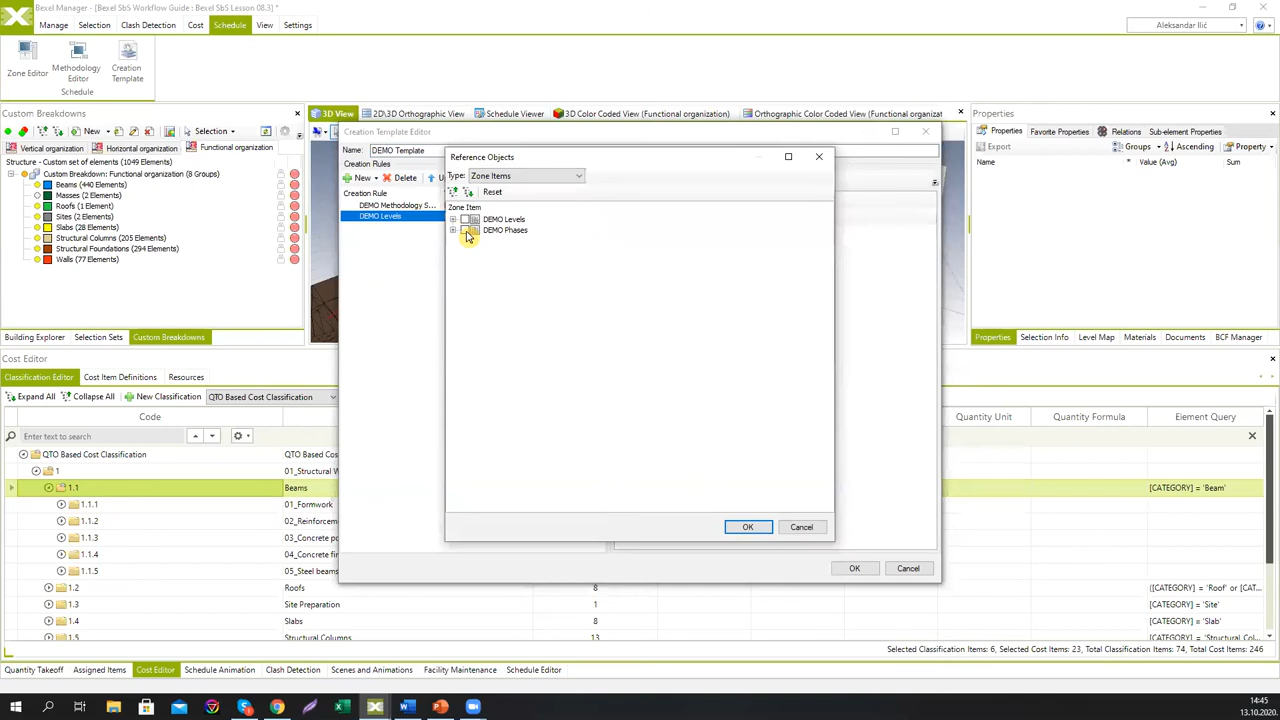 Bexel Manager - Bexel SbS Workflow Guide : Bexel SbS Lesson 08.3)
Manage Selection Clash Detection Cost Schedule View Settings
Aleksandar Ilić
Zone Editor
Methodology Editor
Creation Template
Schedule
Custom Breakdowns
New
Selection
Vertical organization Horizontal organization Functional organization
Structure - Custom set of elements (1049 Elements)
Custom Breakdown: Functional organization (8 Groups)
Beams (440 Elements)
Masses (2 Elements)
Roofs (1 Elements)
Sites (2 Elements)
Slabs (28 Elements)
Structural Columns (205 Elements)
Structural Foundations (294 Elements)
Walls (77 Elements)
Building Explorer Selection Sets Custom Breakdowns
3D View 2D\3D Orthographic View Schedule Viewer 3D Color Coded View (Functional organization) Orthographic Color Coded View (Functional organizat
Creation Template Editor
Name: DEMO Template
Creation Rules
New Delete U
Creation Rule
DEMO Methodology S...
DEMO Levels
OK Cancel
Reference Objects
Type: Zone Items
Reset
Zone Item
DEMO Levels
DEMO Phases
OK Cancel
Properties
Properties Favorite Properties Relations Sub-element Properties
Export Groups Ascending Property
Name Value (Avg) Sum
Properties Selection Info Level Map Materials Documents BCF Manager
Cost Editor
Classification Editor Cost Item Definitions Resources
Expand All Collapse All New Classification QTO Based Cost Classification
Code Quantity Unit Quantity Formula Element Query
Enter text to search
QTO Based Cost Classification QTO Based Cost Cl
1 01_Structural W
1.1 Beams [CATEGORY] = 'Beam'
1.1.1 01_Formwork
1.1.2 02_Reinforcem
1.1.3 03_Concrete po
1.1.4 04_Concrete fir
1.1.5 05_Steel beams
1.2 Roofs 8 ([CATEGORY] = 'Roof' or [CAT...
1.3 Site Preparation 1 [CATEGORY] = 'Site'
1.4 Slabs 8 [CATEGORY] = 'Slab'
1.5 Structural Columns 13 [CATEGORY] = 'Structural Col...
Selected Classification Items: 6, Selected Cost Items: 23, Total Classification Items: 74, Total Cost Items: 246
Quantity Takeoff Assigned Items Cost Editor Schedule Animation Clash Detection Scenes and Animations Facility Maintenance Schedule Editor
14:45
13.10.2020.